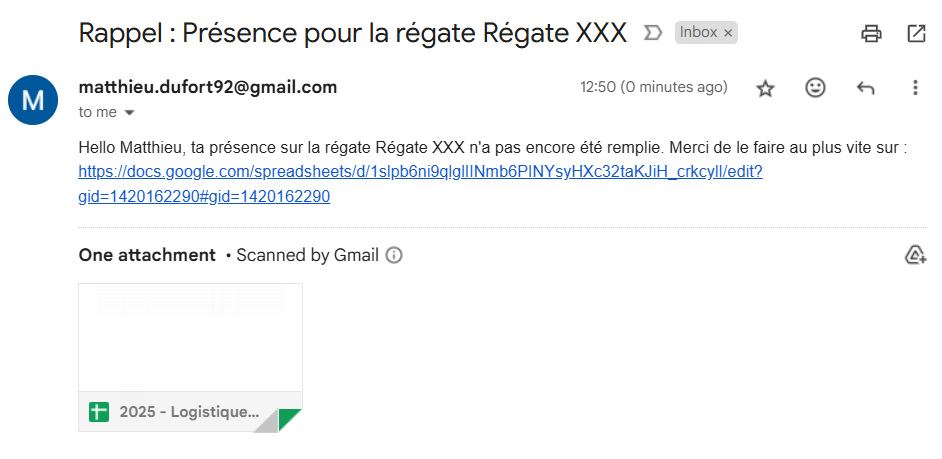 Rappel : Présence pour la régate Régate XXX
Inbox ×
M
matthieu.dufort92@gmail.com
12:50 (0 minutes ago)
to me
Hello Matthieu, ta présence sur la régate Régate XXX n'a pas encore été remplie. Merci de le faire au plus vite sur :
https://docs.google.com/spreadsheets/d/1slpb6ni9qlgllINmb6PlNYsyHXc32taKJiH_crkcyll/edit?
gid=1420162290#gid=1420162290
One attachment • Scanned by Gmail
2025 - Logistique...